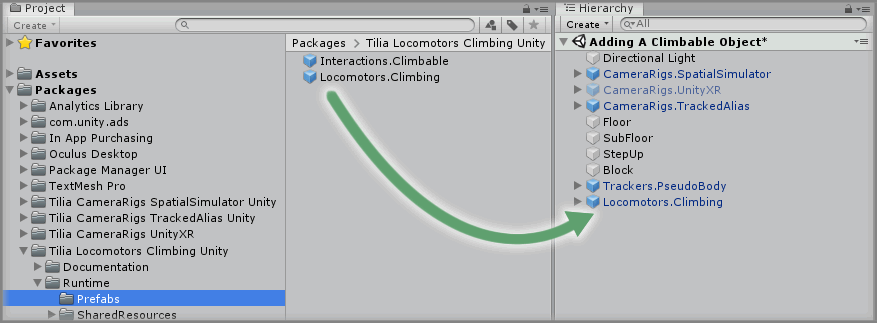 Project
Create
Favorites
Assets
Packages
Analytics Library
com.unity.ads
In App Purchasing
Oculus Desktop
Package Manager UI
TextMesh Pro
Tilia CameraRigs SpatialSimulator Unity
Tilia CameraRigs TrackedAlias Unity
Tilia CameraRigs UnityXR
Tilia Locomotors Climbing Unity
Documentation
Runtime
Prefabs
SharedResources
Packages > Tilia Locomotors Climbing Unity
Interactions.Climbable
Locomotors.Climbing
Hierarchy
Create All
Adding A Climbable Object*
Directional Light
CameraRigs.SpatialSimulator
CameraRigs.UnityXR
CameraRigs.TrackedAlias
Floor
SubFloor
StepUp
Block
Trackers.PseudoBody
Locomotors.Climbing